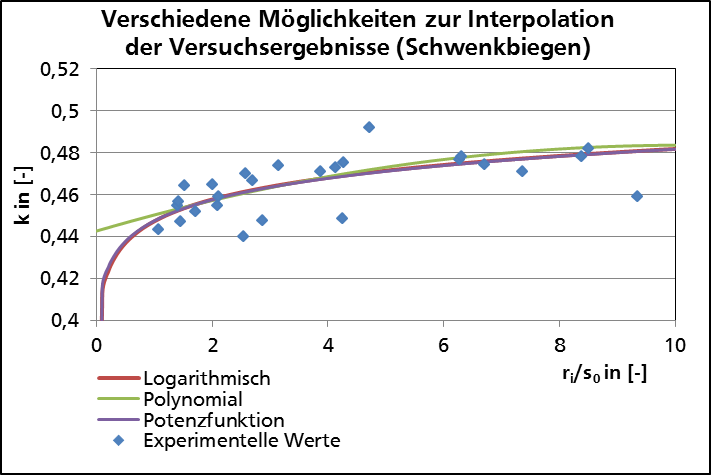 Verschiedene Möglichkeiten zur Interpolation
der Versuchsergebnisse (Schwenkbiegen)
0,52
0,5
0,48
0,46
0,44
0,42
0,4
k in [-]
0 2 4 6 8 10
rᵢ/s₀ in [-]
Logarithmisch
Polynomial
Potenzfunktion
Experimentelle Werte